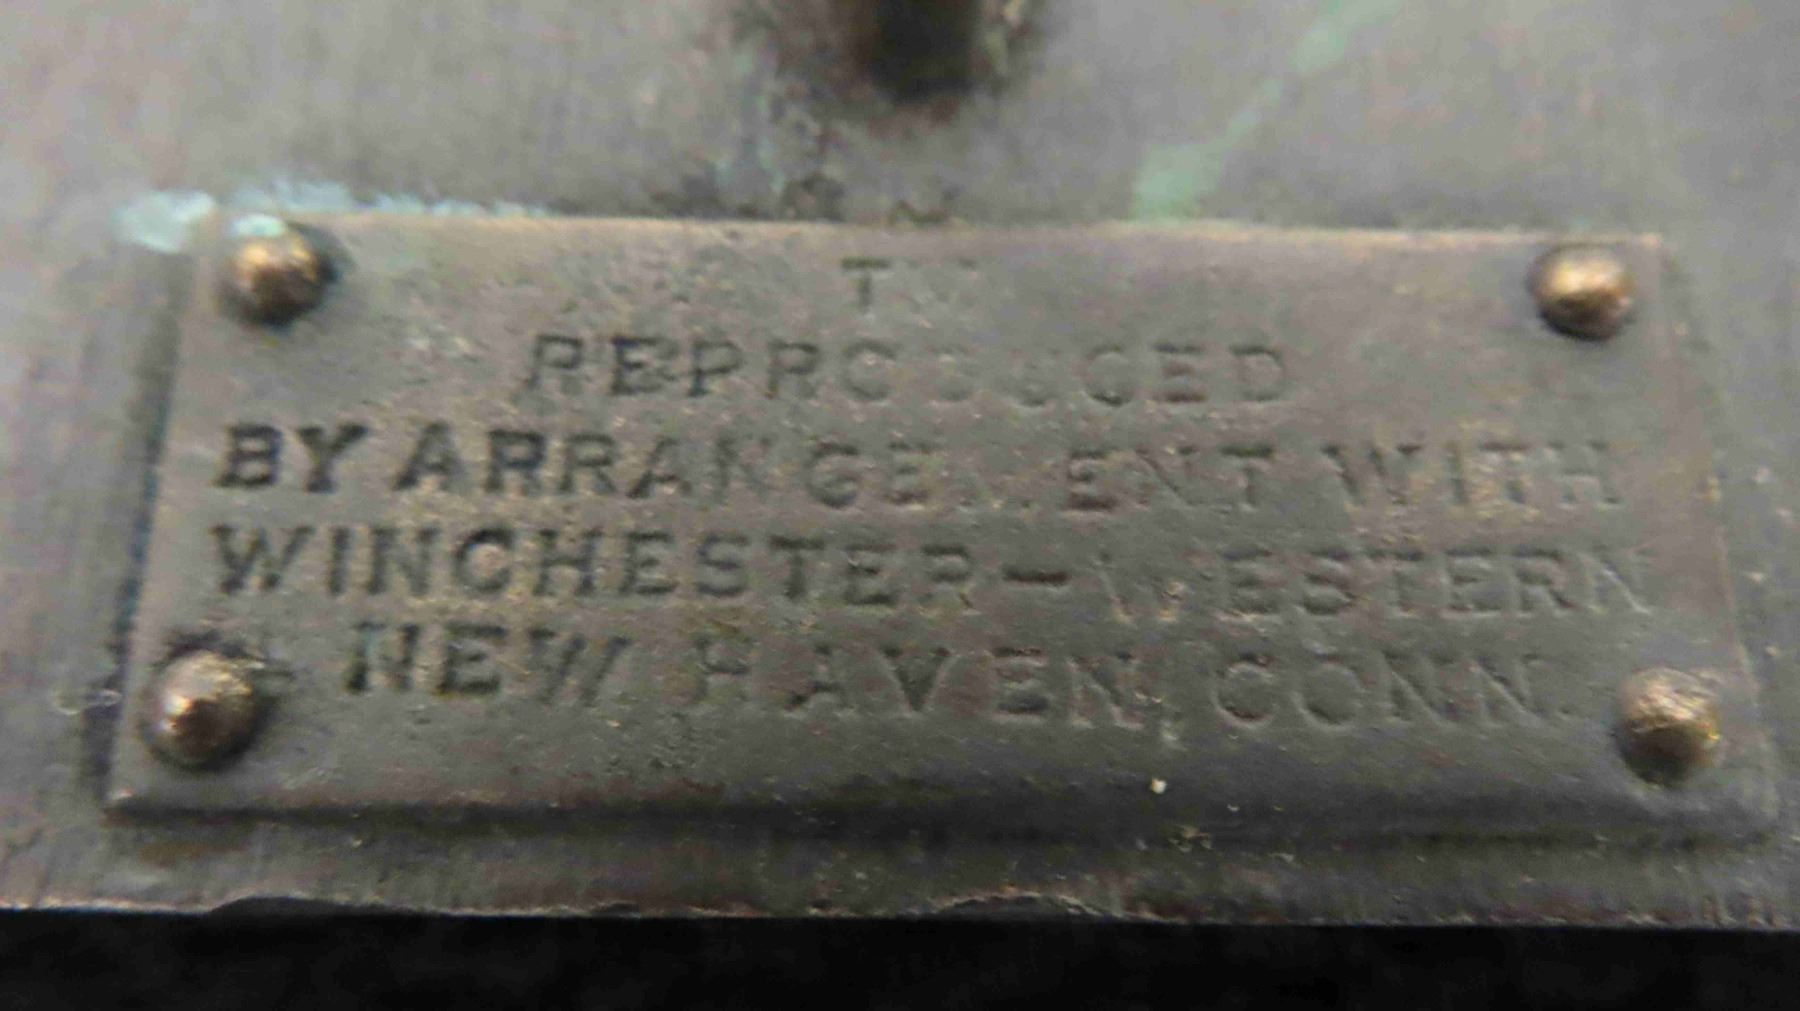 REPRODUCED
BY ARRANGEMENT WITH
WINCHESTER-WESTERN
NEW HAVEN, CONN.